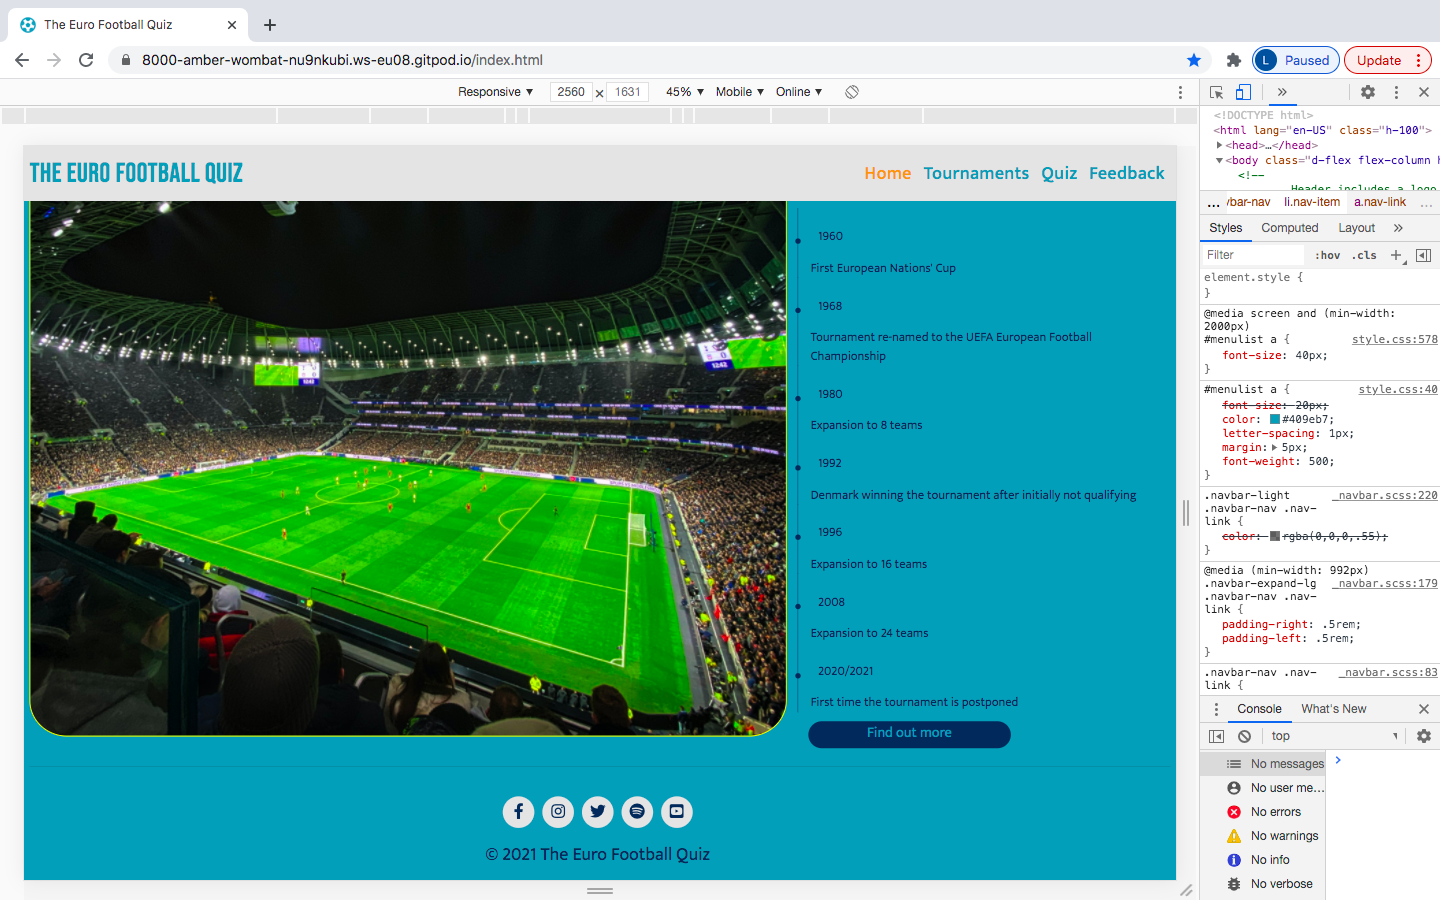 The Euro Football Quiz
8000-amber-wombat-nu9nkubi.ws-eu08.gitpod.io/index.html
L Paused
Update
Responsive ▼ 2560 × 1631 45% ▼ Mobile ▼ Online ▼
THE EURO FOOTBALL QUIZ
Home Tournaments Quiz Feedback
1960
First European Nations' Cup
1968
Tournament re-named to the UEFA European Football
Championship
1980
Expansion to 8 teams
1992
Denmark winning the tournament after initially not qualifying
1996
Expansion to 16 teams
2008
Expansion to 24 teams
2020/2021
First time the tournament is postponed
Find out more
© 2021 The Euro Football Quiz
<!DOCTYPE html>
<html lang="en-US" class="h-100">
▶<head>…</head>
▼<body class="d-flex flex-column h
<!--
Header includes a logo
... vbar-nav li.nav-item a.nav-link ...
Styles Computed Layout »
Filter :hov .cls +
element.style {
}
@media screen and (min-width:
2000px)
#menulist a { style.css:578
font-size: 40px;
}
#menulist a { style.css:40
font-size: 20px;
color: #409eb7;
letter-spacing: 1px;
margin: ▶ 5px;
font-weight: 500;
}
.navbar-light _navbar.scss:220
.navbar-nav .nav-
link {
color: rgba(0,0,0,.55);
}
@media (min-width: 992px)
.navbar-expand-lg _navbar.scss:179
.navbar-nav .nav-
link {
padding-right: .5rem;
padding-left: .5rem;
}
.navbar-nav .nav- _navbar.scss:83
link {
Console What's New
top
No messages
No user me...
No errors
No warnings
No info
No verbose